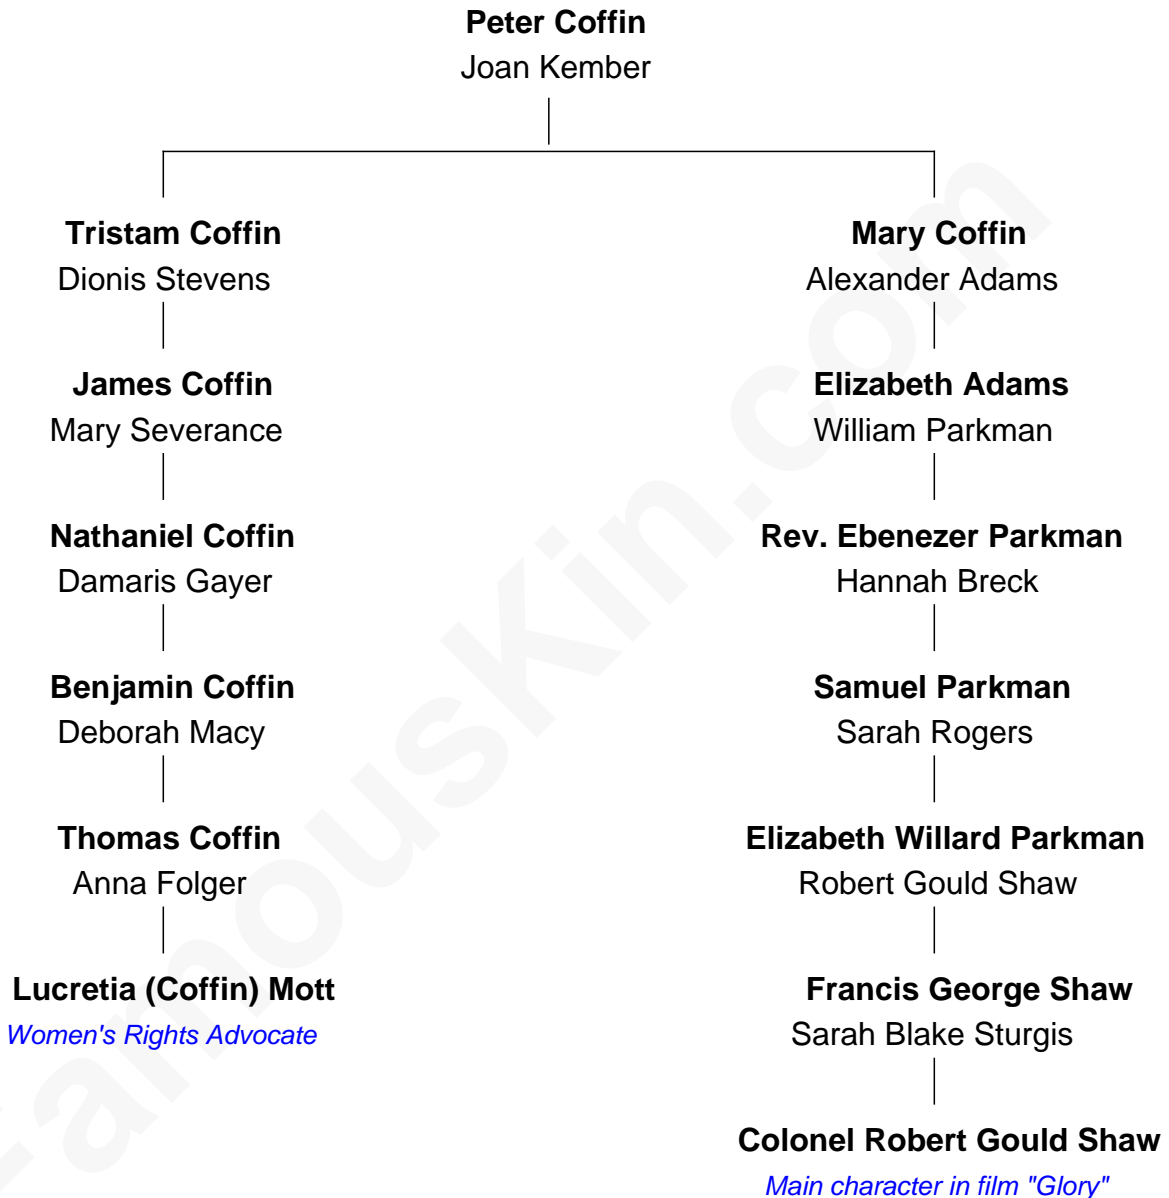 Peter Coffin
Joan Kember
Tristam Coffin
Dionis Stevens
James Coffin
Mary Severance
Nathaniel Coffin
Damaris Gayer
Benjamin Coffin
Deborah Macy
Thomas Coffin
Anna Folger
Lucretia (Coffin) Mott
Women's Rights Advocate
Mary Coffin
Alexander Adams
Elizabeth Adams
William Parkman
Rev. Ebenezer Parkman
Hannah Breck
Samuel Parkman
Sarah Rogers
Elizabeth Willard Parkman
Robert Gould Shaw
Francis George Shaw
Sarah Blake Sturgis
Colonel Robert Gould Shaw
Main character in film "Glory"
FamousKin.com